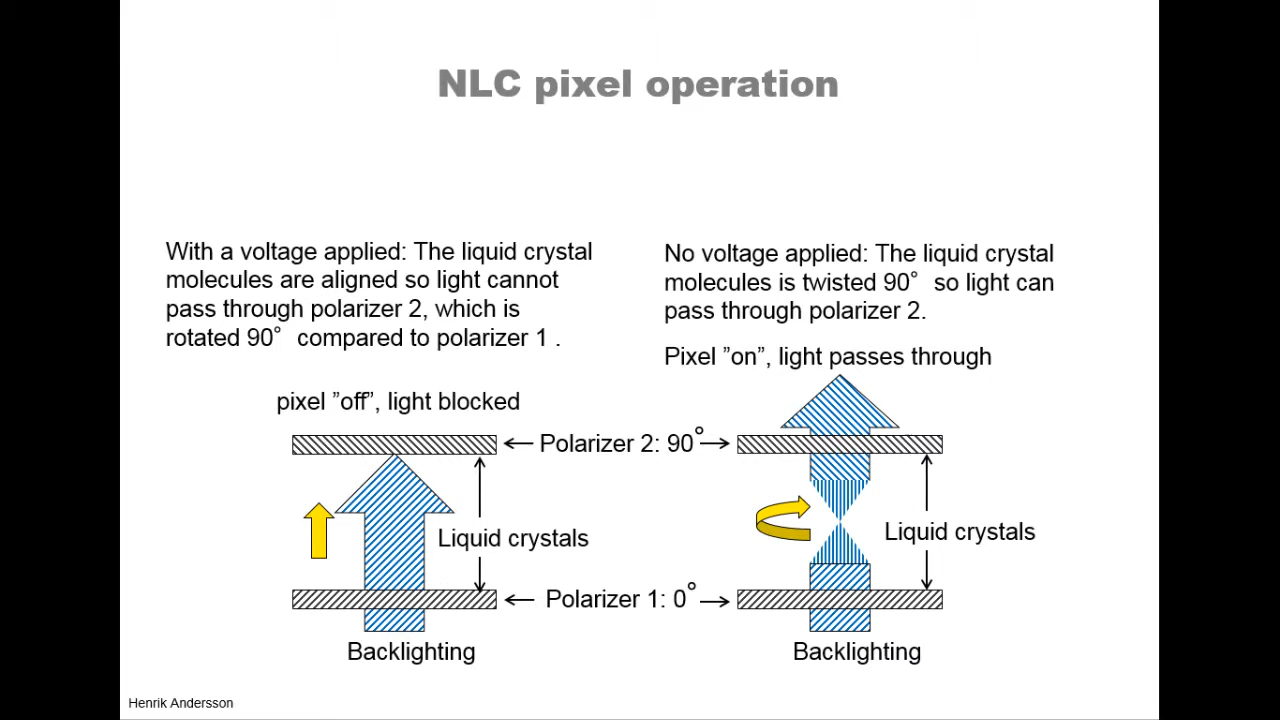 NLC pixel operation
With a voltage applied: The liquid crystal
molecules are aligned so light cannot
pass through polarizer 2, which is
rotated 90° compared to polarizer 1 .
pixel ”off”, light blocked
No voltage applied: The liquid crystal
molecules is twisted 90° so light can
pass through polarizer 2.
Pixel ”on”, light passes through
Polarizer 2: 90°
Liquid crystals
Liquid crystals
Polarizer 1: 0°
Backlighting
Backlighting
Henrik Andersson